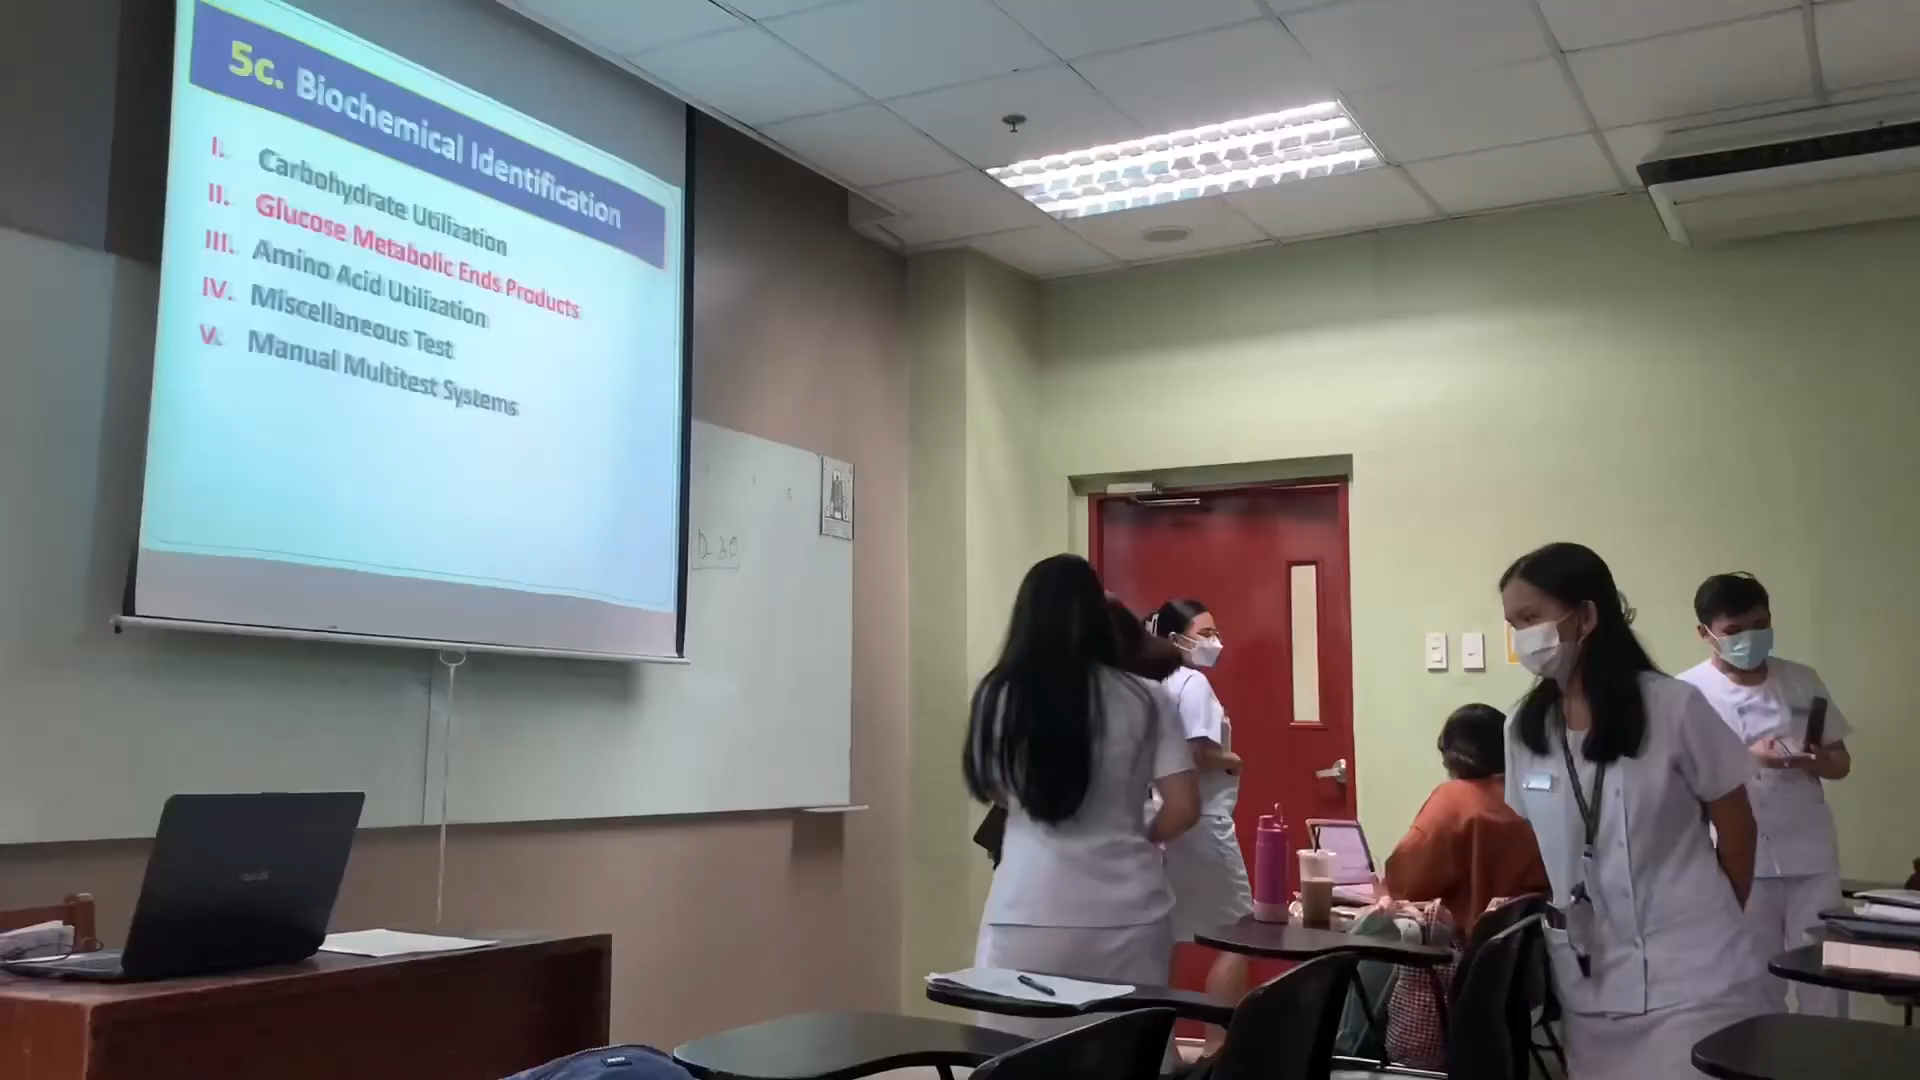 5c. Biochemical Identification
I. Carbohydrate Utilization
II. Glucose Metabolic Ends Products
III. Amino Acid Utilization
IV. Miscellaneous Test
V. Manual Multitest Systems